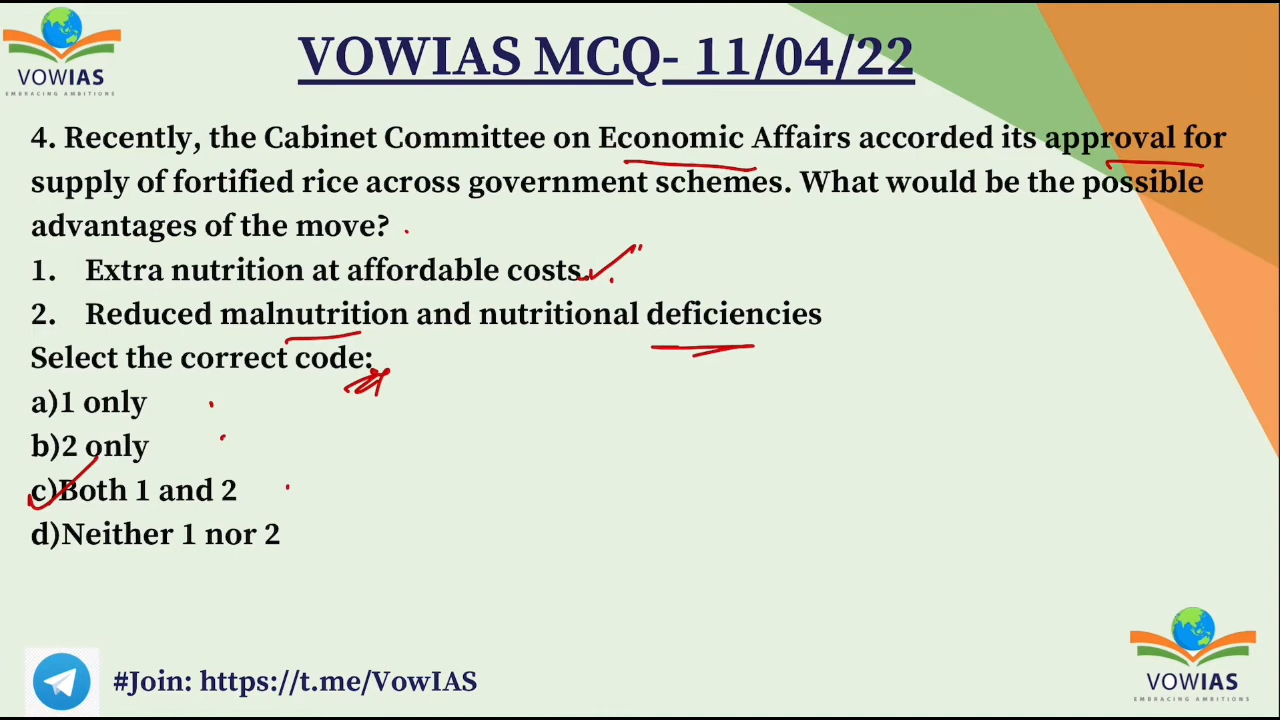 VOWIAS
EMBRACING AMBITIONS
VOWIAS MCQ- 11/04/22
4. Recently, the Cabinet Committee on Economic Affairs accorded its approval for
supply of fortified rice across government schemes. What would be the possible
advantages of the move?
1. Extra nutrition at affordable costs.
2. Reduced malnutrition and nutritional deficiencies
Select the correct code:
a)1 only
b)2 only
c)Both 1 and 2
d)Neither 1 nor 2
#Join: https://t.me/VowIAS
VOWIAS
EMBRACING AMBITIONS